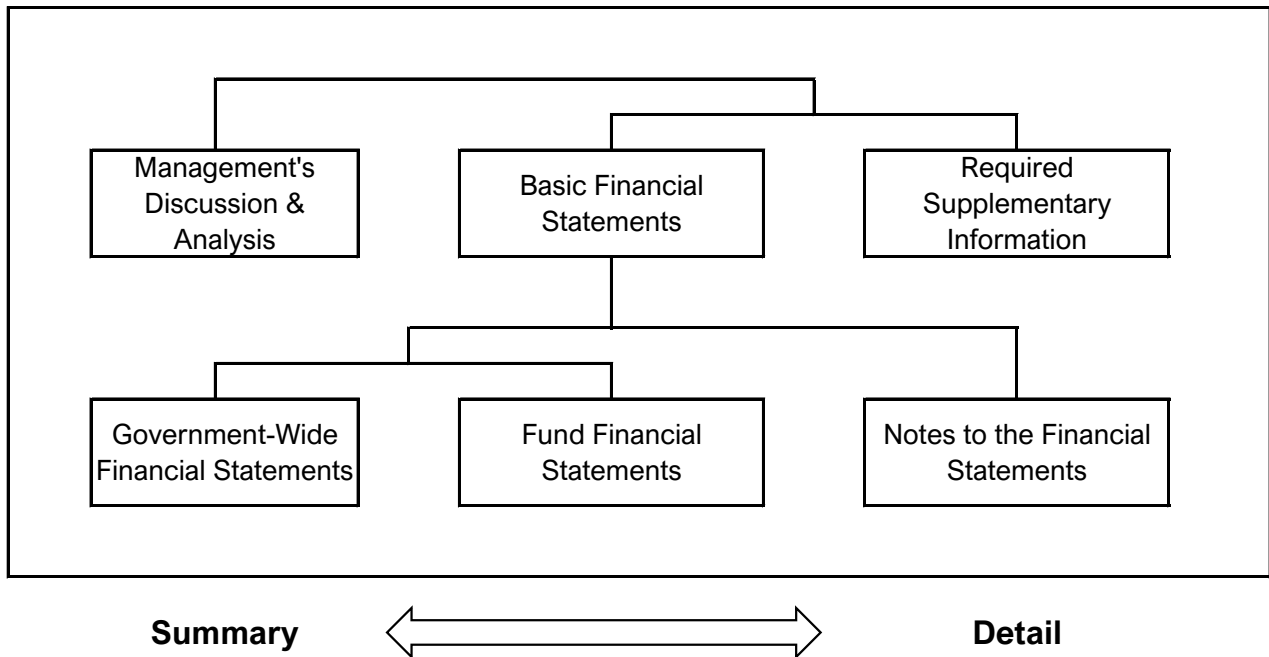 Management's
Discussion &
Analysis
Basic Financial
Statements
Required
Supplementary
Information
Government-Wide
Financial Statements
Fund Financial
Statements
Notes to the Financial
Statements
Summary
Detail